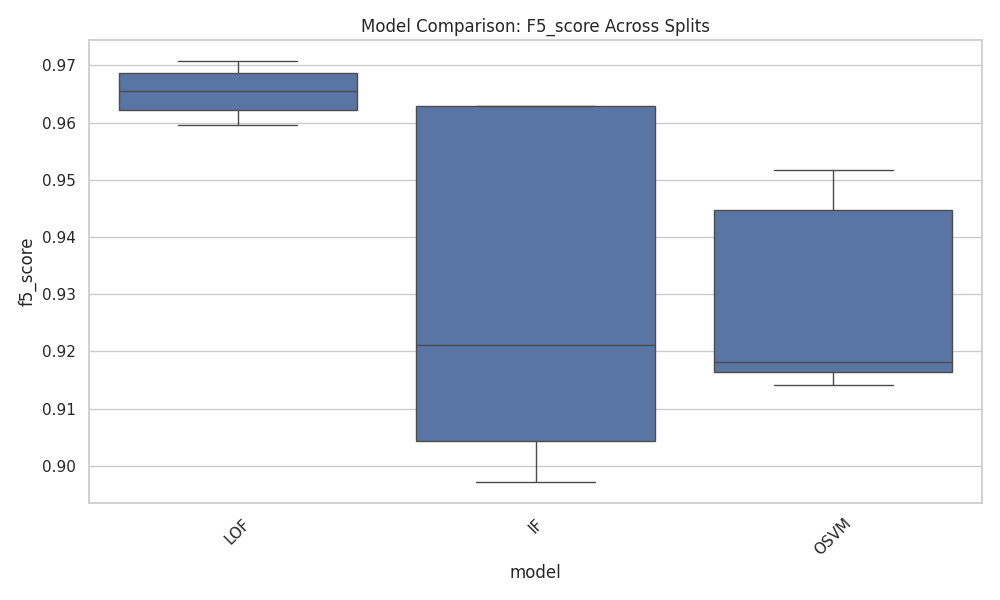 Model Comparison: F5_score Across Splits
f5_score
0.97
0.96
0.95
0.94
0.93
0.92
0.91
0.90
LOF
IF
OSVM
model